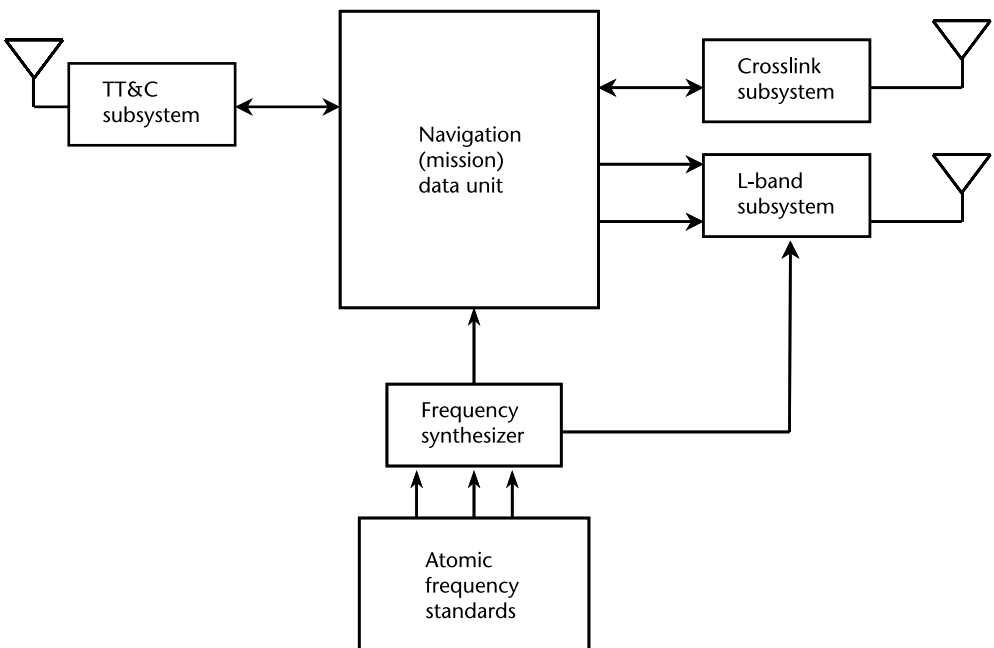 TT&C
subsystem
Navigation
(mission)
data unit
Crosslink
subsystem
L-band
subsystem
Frequency
synthesizer
Atomic
frequency
standards